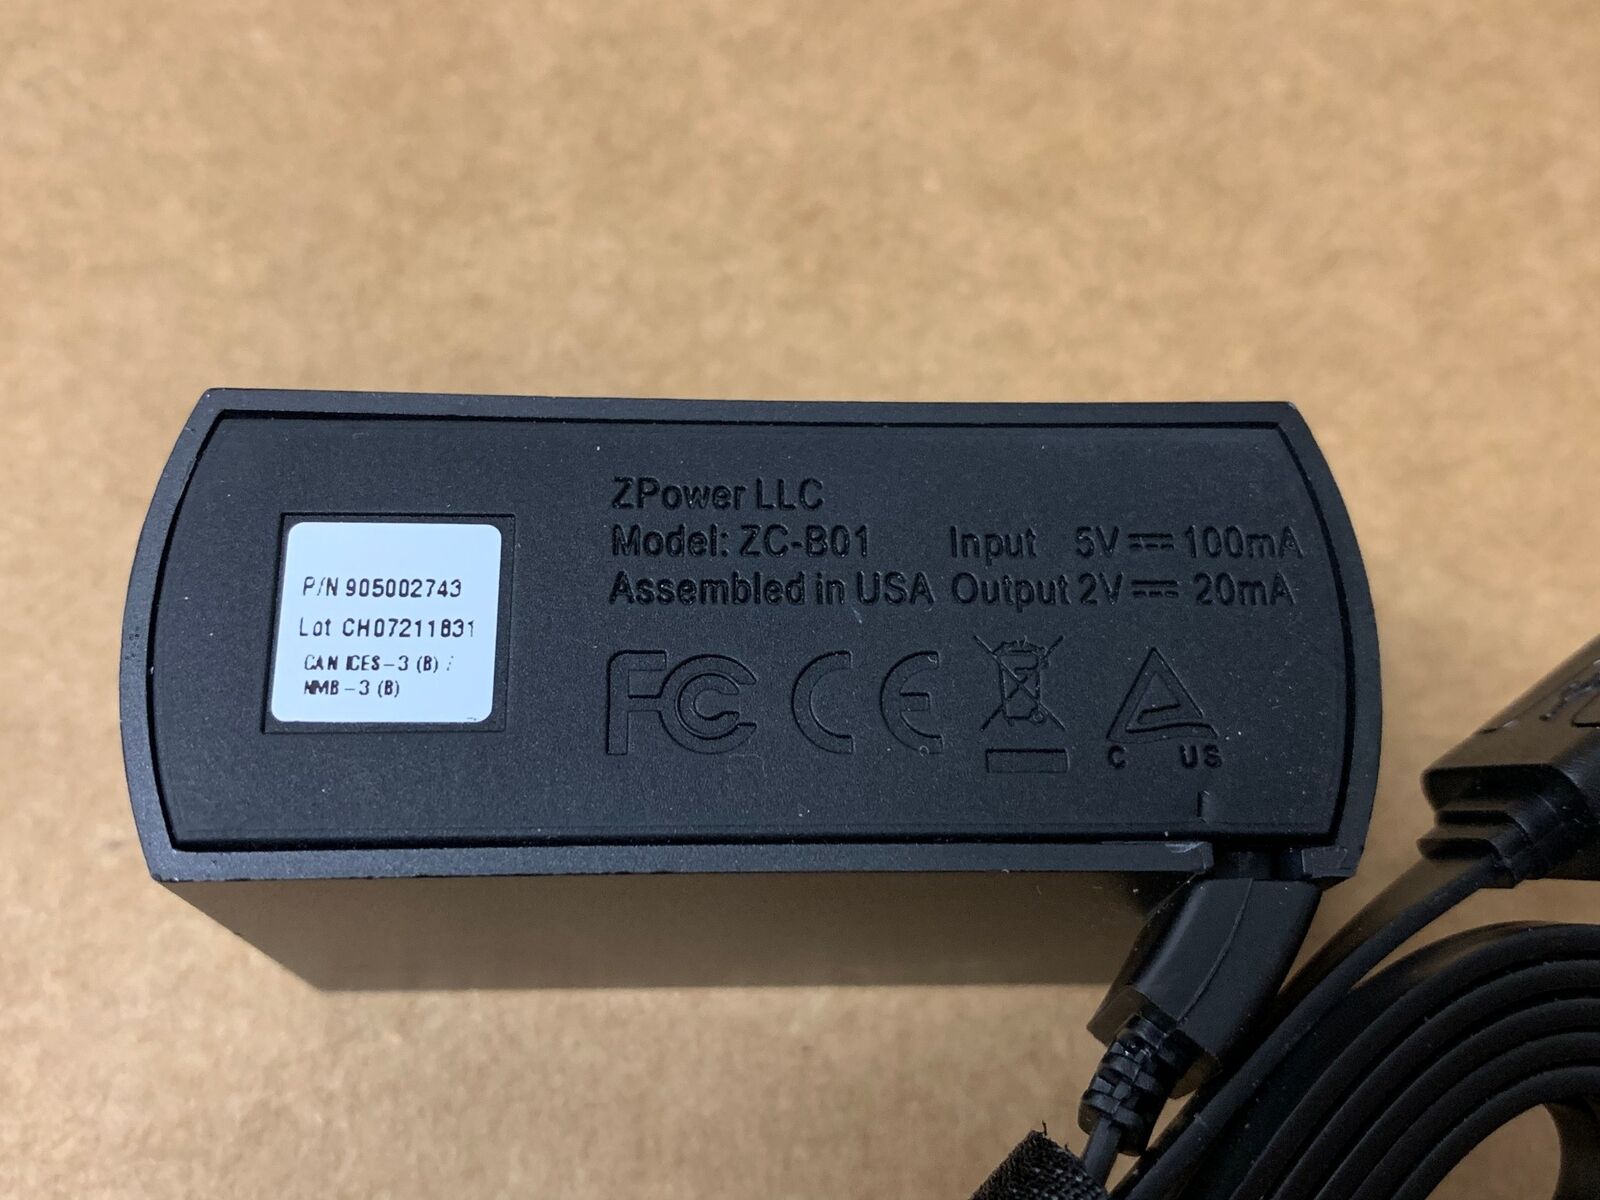 ZPower LLC
Model: ZC-B01
Assembled in USA
Input 5V ⎓ 100mA
Output 2V ⎓ 20mA
P/N 905002743
Lot CH07211831
CAN ICES-3 (B) /
NMB-3 (B)
FC CE
C US